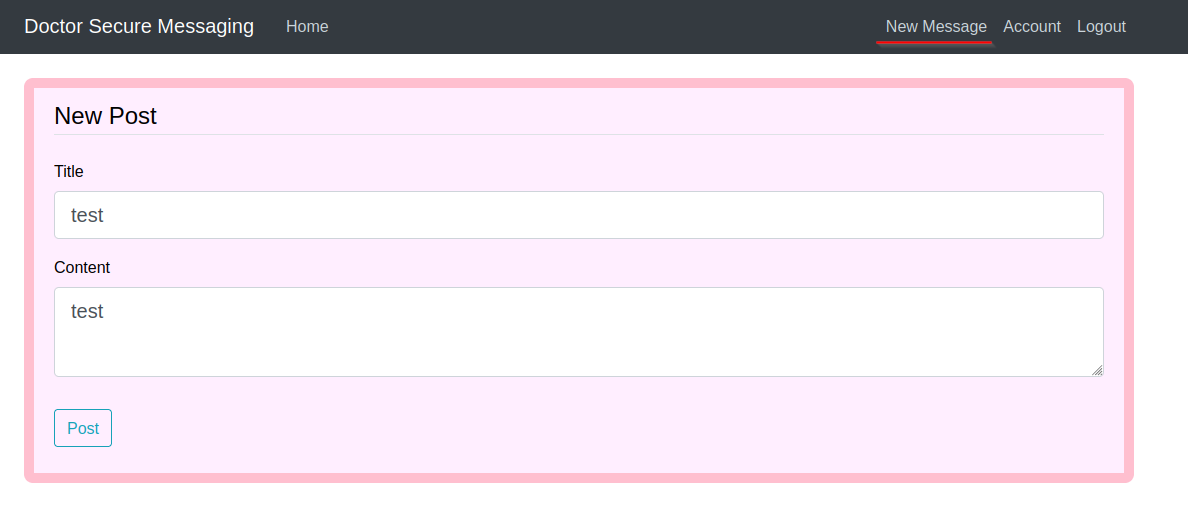 Doctor Secure Messaging Home New Message Account Logout
New Post
Title
test
Content
test
Post